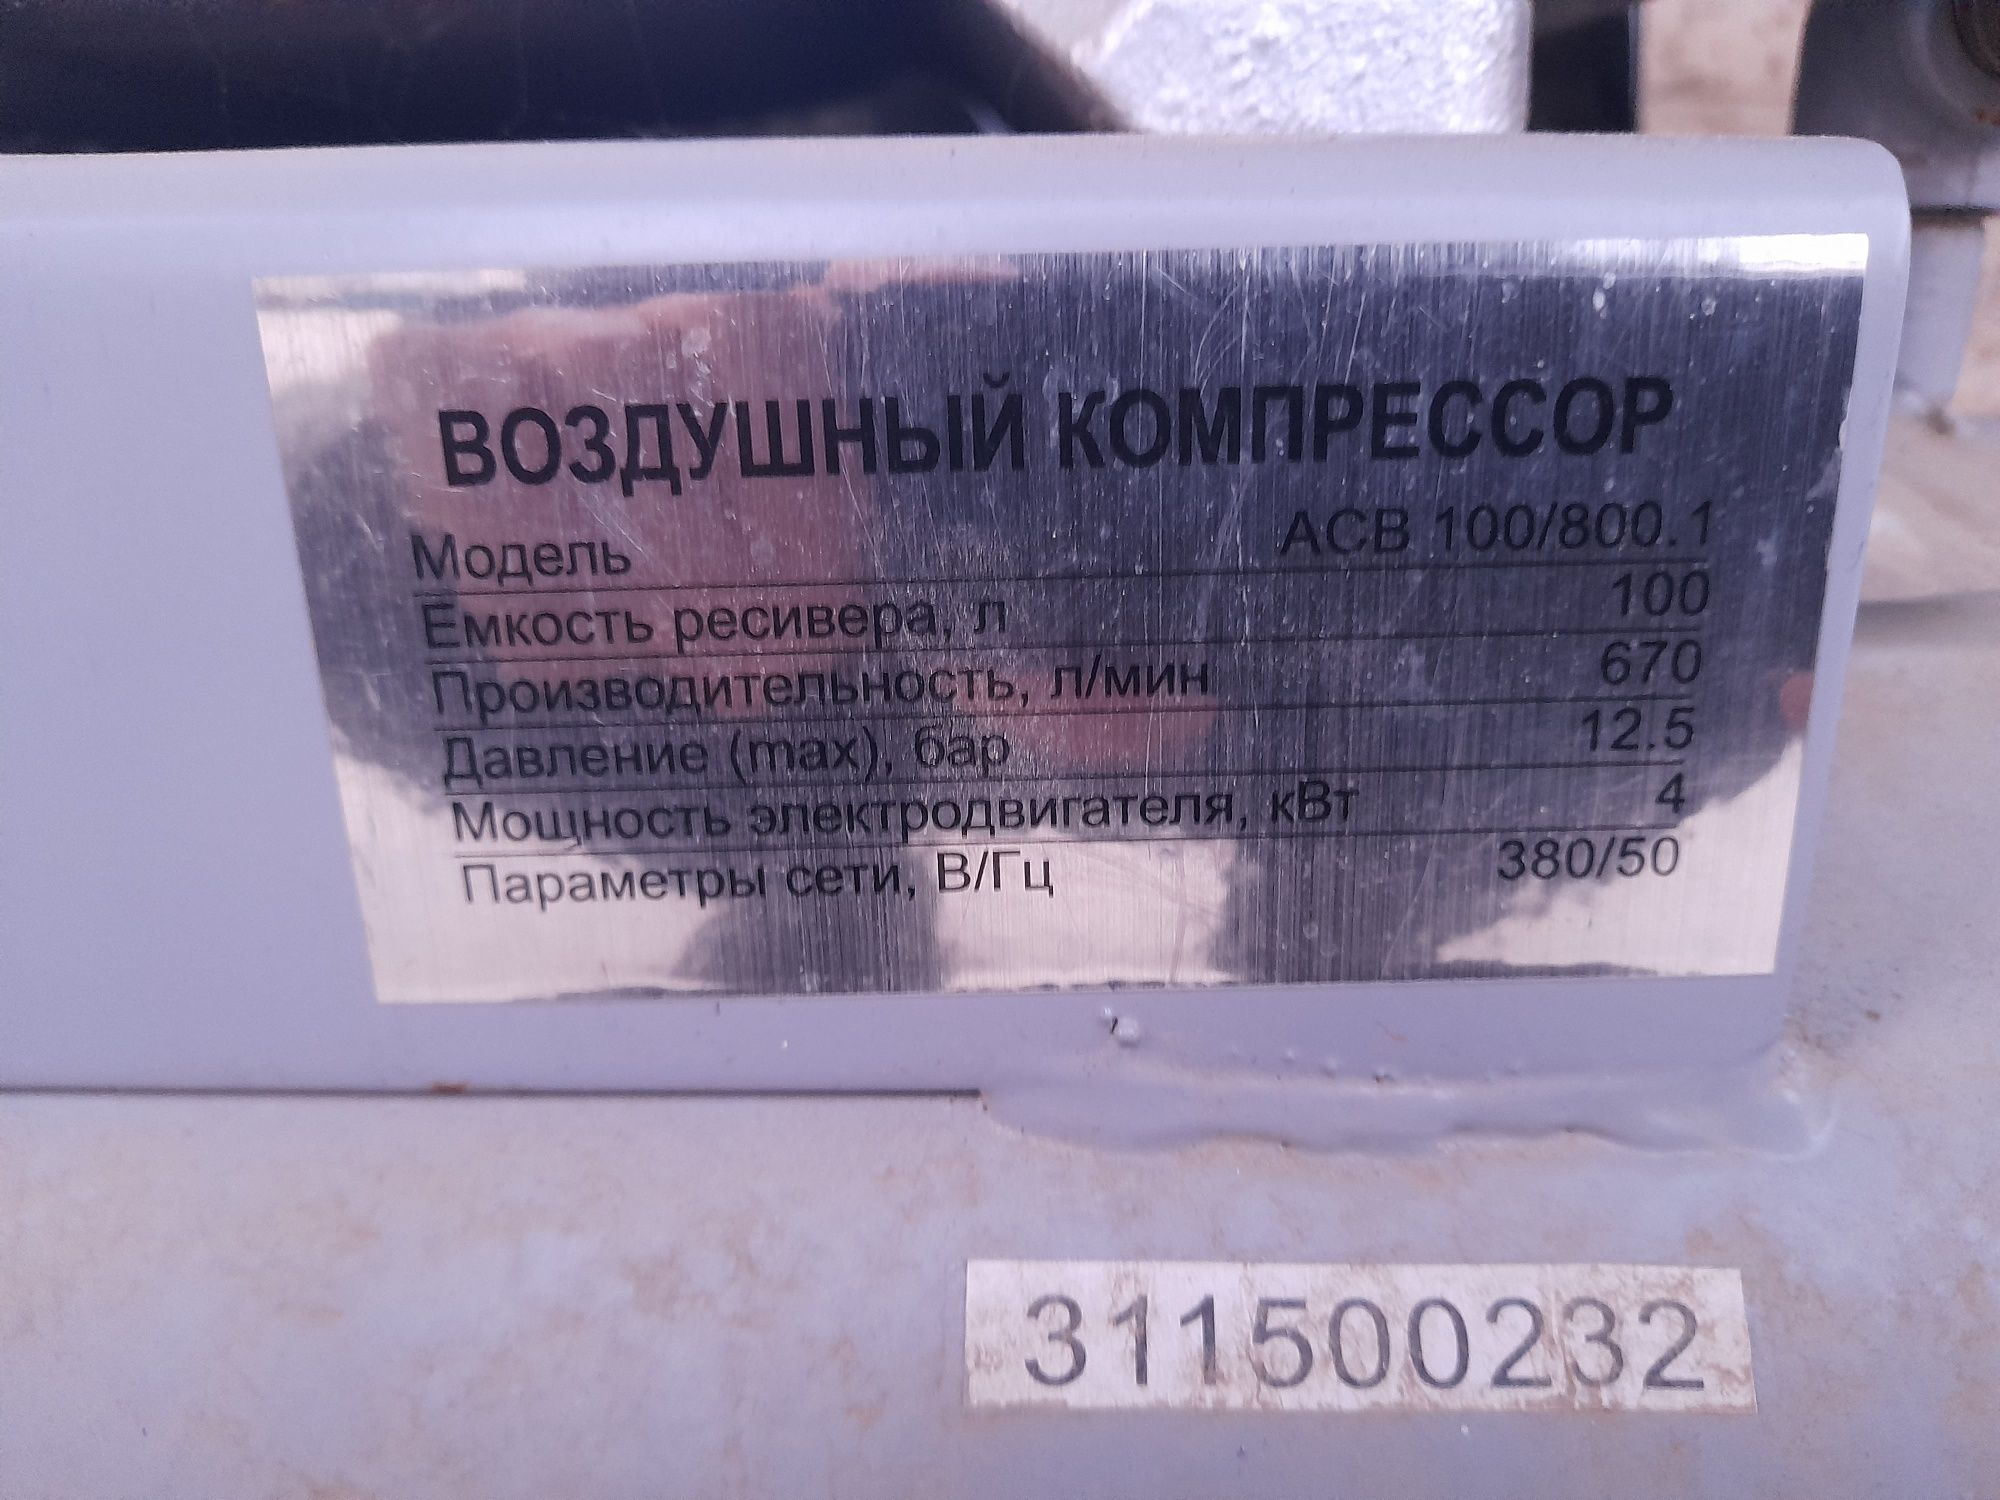 ВОЗДУШНЫЙ КОМПРЕССОР
Модель АСВ 100/800.1
Емкость ресивера, л 100
Производительность, л/мин 670
Давление (max), бар 12.5
Мощность электродвигателя, кВт 4
Параметры сети, В/Гц 380/50
311500232